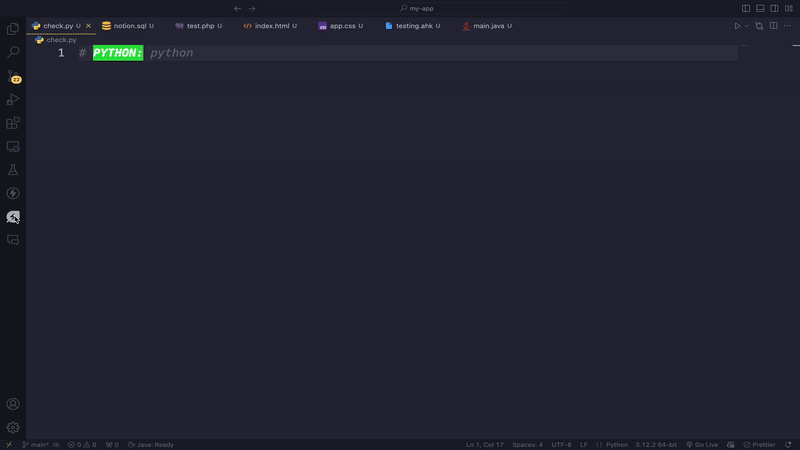 my-app
check.py U
notion.sql U
test.php U
index.html U
app.css U
testing.ahk U
main.java U
check.py
1 # PYTHON: python
22
main* 0 0 0 Java: Ready Ln 1, Col 17 Spaces: 4 UTF-8 LF Python 3.12.2 64-bit Go Live Prettier